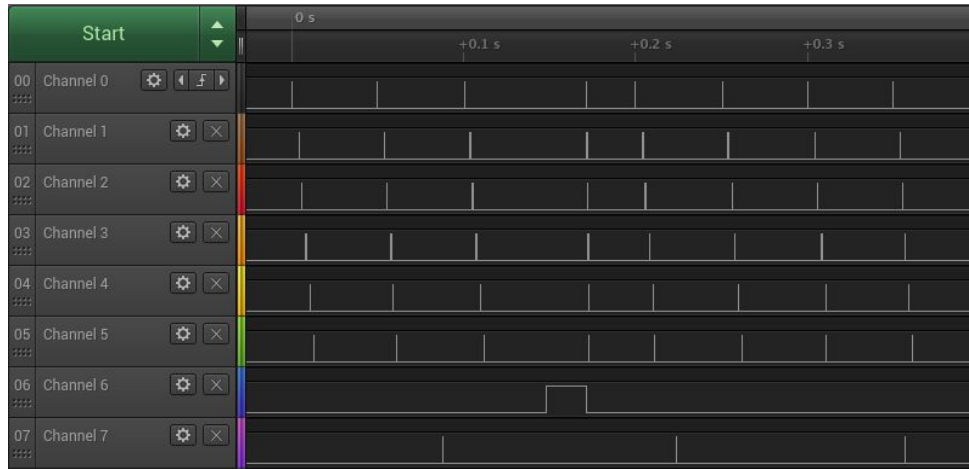 Start
0 s
+0.1 s +0.2 s +0.3 s
00 Channel 0
01 Channel 1
02 Channel 2
03 Channel 3
04 Channel 4
05 Channel 5
06 Channel 6
07 Channel 7